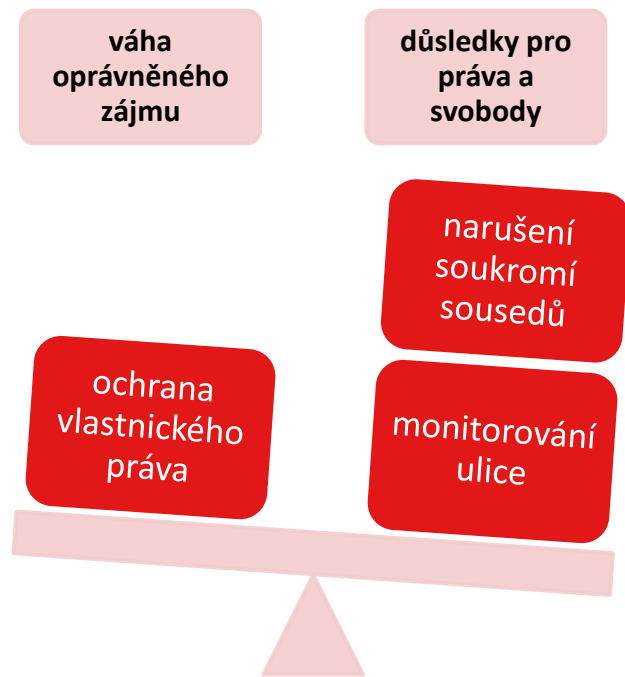 váha
oprávněného
zájmu
důsledky pro
práva a
svobody
narušení
soukromí
sousedů
ochrana
vlastnického
práva
monitorování
ulice